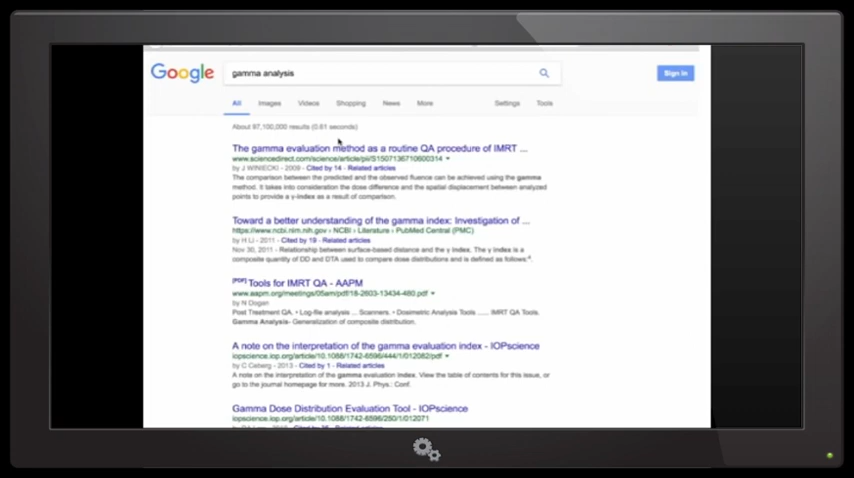 Google
gamma analysis
Sign in
All Images Videos Shopping News More Settings Tools
About 97,100,000 results (0.61 seconds)
The gamma evaluation method as a routine QA procedure of IMRT ...
www.sciencedirect.com/science/article/pii/S1507136710600314
by J WINIECKI - 2009 - Cited by 14 - Related articles
The comparison between the predicted and the observed fluence can be achieved using the gamma
method. It takes into consideration the dose difference and the spatial displacement between analyzed
points to provide a γ-index as a result of comparison.
Toward a better understanding of the gamma index: Investigation of ...
https://www.ncbi.nlm.nih.gov › NCBI › Literature › PubMed Central (PMC)
by H Li - 2011 - Cited by 19 - Related articles
Nov 30, 2011 - Relationship between surface-based distance and the γ index. The γ index is a
composite quantity of DD and DTA used to compare dose distributions and is defined as follows:4.
[PDF] Tools for IMRT QA - AAPM
www.aapm.org/meetings/05am/pdf/18-2603-13434-460.pdf
by N Dogan
Post Treatment QA. • Log-file analysis ... Scanners. • Dosimetric Analysis Tools ...... IMRT QA Tools.
Gamma Analysis- Generalization of composite distribution.
A note on the interpretation of the gamma evaluation index - IOPscience
iopscience.iop.org/article/10.1088/1742-6596/444/1/012082/pdf
by C Ceberg - 2013 - Cited by 1 - Related articles
A note on the interpretation of the gamma evaluation index. View the table of contents for this issue, or
go to the journal homepage for more. 2013 J. Phys.: Conf.
Gamma Dose Distribution Evaluation Tool - IOPscience
iopscience.iop.org/article/10.1088/1742-6596/250/1/012071